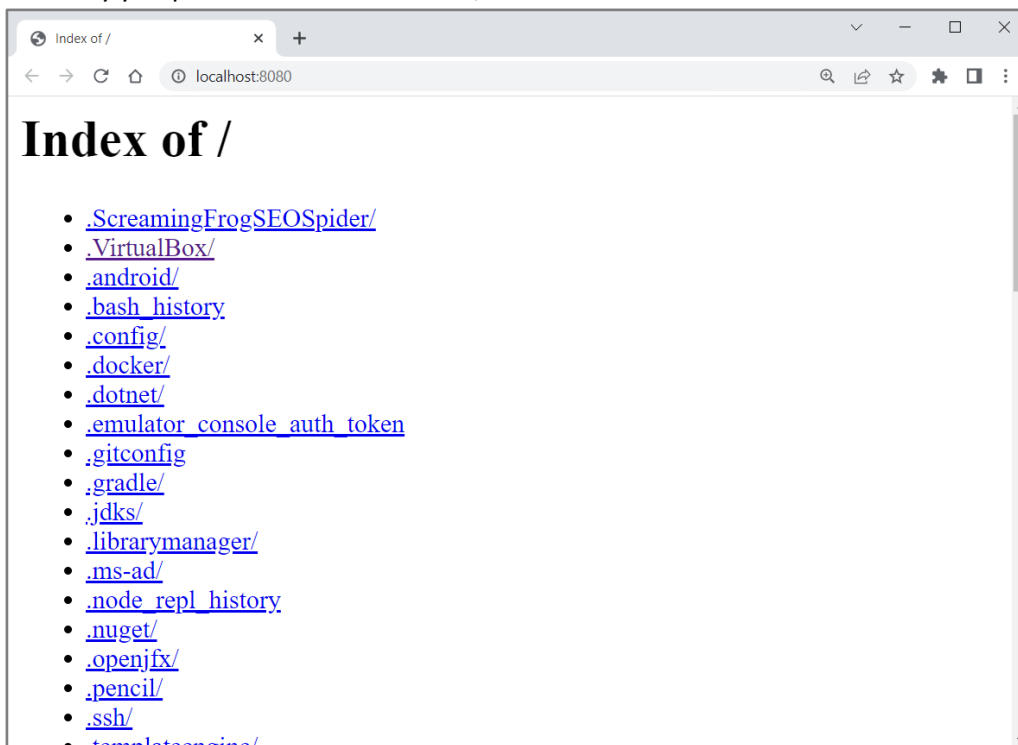 Index of /
localhost:8080
Index of /
.ScreamingFrogSEOSpider/
.VirtualBox/
.android/
.bash_history
.config/
.docker/
.dotnet/
.emulator_console_auth_token
.gitconfig
.gradle/
.jdks/
.librarymanager/
.ms-ad/
.node_repl_history
.nuget/
.openjfx/
.pencil/
.ssh/
.templateengine/